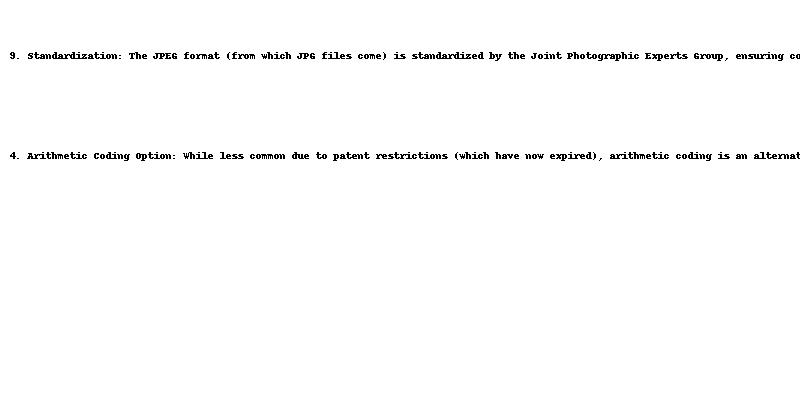 9. Standardization: The JPEG format (from which JPG files come) is standardized by the Joint Photographic Experts Group, ensuring co
4. Arithmetic Coding Option: While less common due to patent restrictions (which have now expired), arithmetic coding is an alternat